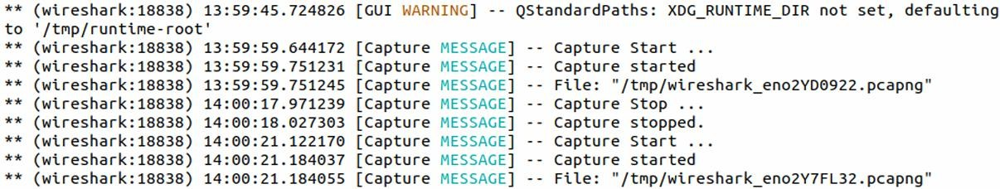 ** (wireshark:18838) 13:59:45.724826 [GUI WARNING] -- QStandardPaths: XDG_RUNTIME_DIR not set, defaulting
to '/tmp/runtime-root'
** (wireshark:18838) 13:59:59.644172 [Capture MESSAGE] -- Capture Start ...
** (wireshark:18838) 13:59:59.751231 [Capture MESSAGE] -- Capture started
** (wireshark:18838) 13:59:59.751245 [Capture MESSAGE] -- File: "/tmp/wireshark_eno2YD0922.pcapng"
** (wireshark:18838) 14:00:17.971239 [Capture MESSAGE] -- Capture Stop ...
** (wireshark:18838) 14:00:18.027303 [Capture MESSAGE] -- Capture stopped.
** (wireshark:18838) 14:00:21.122170 [Capture MESSAGE] -- Capture Start ...
** (wireshark:18838) 14:00:21.184037 [Capture MESSAGE] -- Capture started
** (wireshark:18838) 14:00:21.184055 [Capture MESSAGE] -- File: "/tmp/wireshark_eno2Y7FL32.pcapng"